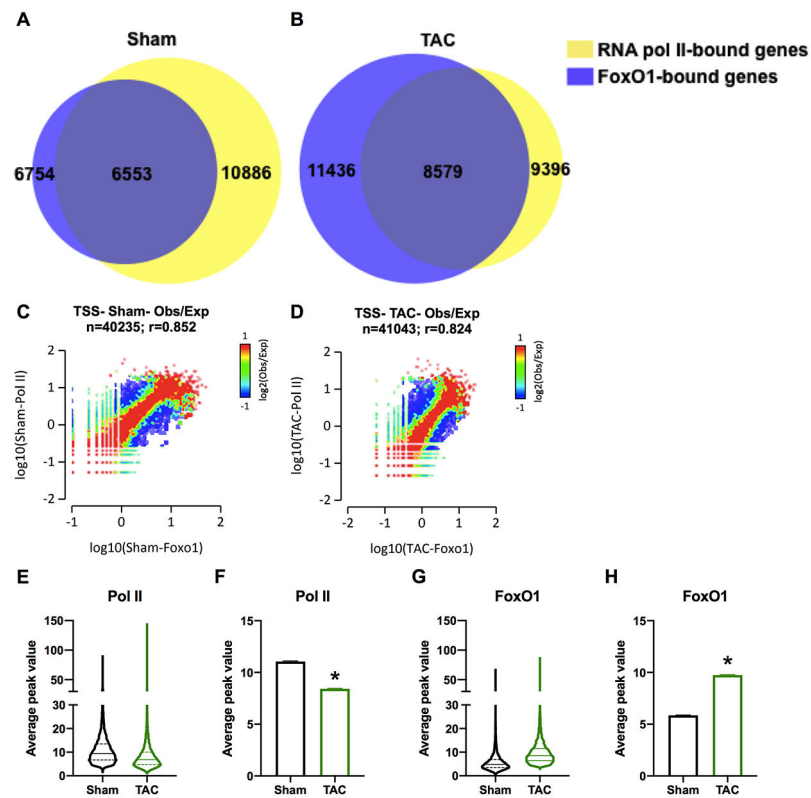 A
Sham
6754
6553
10886
B
TAC
11436
8579
9396
RNA pol II-bound genes
FoxO1-bound genes
C
TSS- Sham- Obs/Exp
n=40235; r=0.852
2
1
0
-1
-2
log10(Sham-Pol II)
-1
0
1
2
log10(Sham-Foxo1)
1
-1
log2(Obs/Exp)
D
TSS- TAC- Obs/Exp
n=41043; r=0.824
2
1
0
-1
-2
log10(TAC-Pol II)
-2
-1
0
1
2
log10(TAC-Foxo1)
1
-1
log2(Obs/Exp)
E
Pol II
Average peak value
150
100
50
30
20
10
0
Sham
TAC
F
Pol II
Average peak value
15
10
5
0
*
Sham
TAC
G
FoxO1
Average peak value
150
100
50
30
20
10
0
Sham
TAC
H
FoxO1
Average peak value
15
10
5
0
*
Sham
TAC